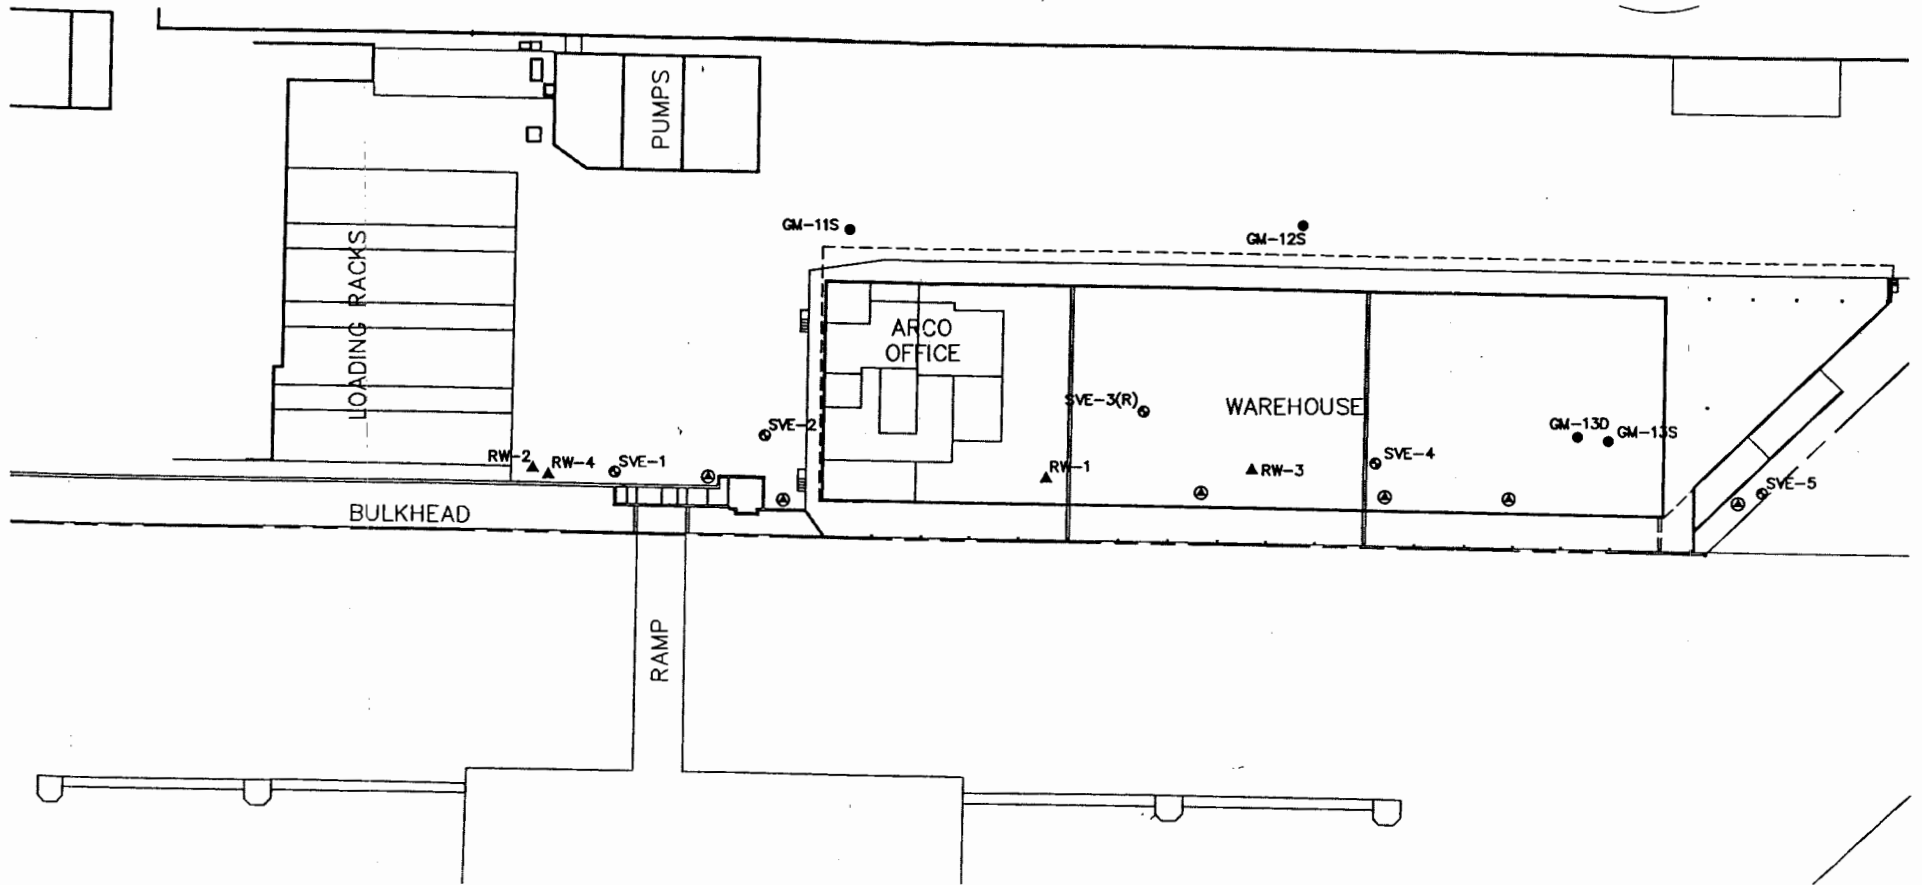 PUMPS
GM-11S
GM-12S
LOADING RACKS
ARCO
OFFICE
SVE-3(R)
WAREHOUSE
SVE-2
GM-13D
GM-13S
RW-2
RW-4
SVE-1
RW-1
RW-3
SVE-4
SVE-5
BULKHEAD
RAMP